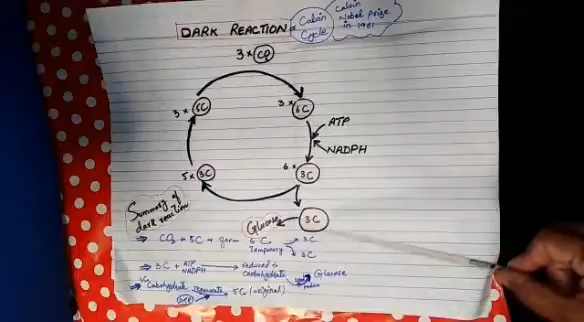 DARK REACTION = Calvin Cycle
Calvin
Nobel Prize
in 1961
3 × CO₂
3 × 5C
3 × 6C
ATP
NADPH
5 × 3C
6 × 3C
3C
Glucose
Summary of
dark reaction
⇒ CO₂ + 5C → 6C
temporary
3C
3C
⇒ 3C + ATP
NADPH
→ reduced to
Carbohydrate
Glucose
⇒ Carbohydrate
5C (original)